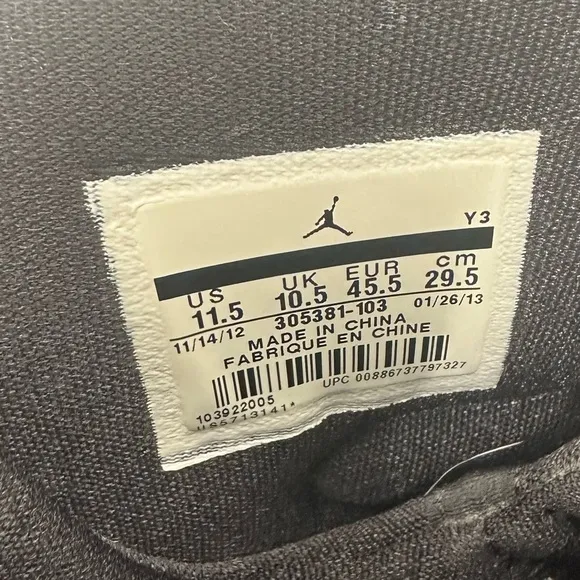 Y3
US UK EUR cm
11.5 10.5 45.5 29.5
11/14/12 305381-103 01/26/13
MADE IN CHINA
FABRIQUE EN CHINE
UPC 00886737797327
103922005
US5713141*